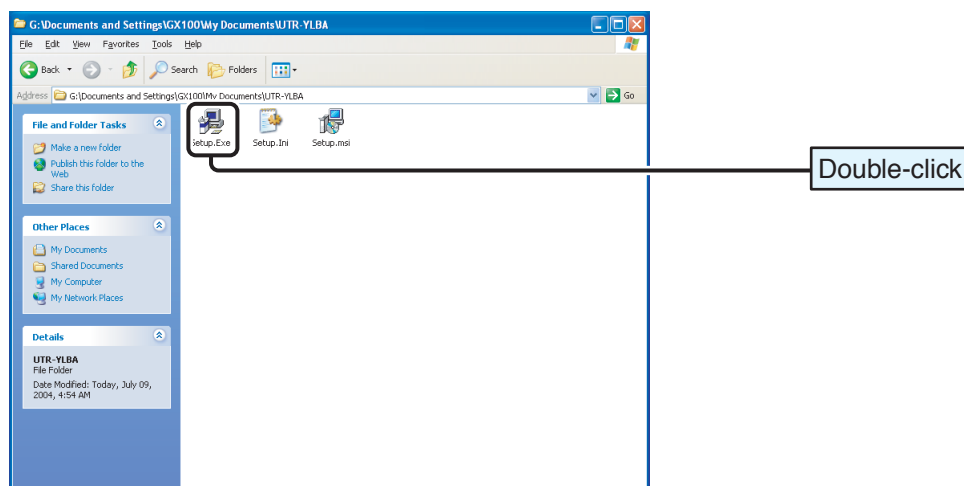 G:\Documents and Settings\GX100\My Documents\UTR-YLBA
File Edit View Favorites Tools Help
Back Search Folders
Address G:\Documents and Settings\GX100\My Documents\UTR-YLBA Go
File and Folder Tasks
Make a new folder
Publish this folder to the
Web
Share this folder
Setup.Exe Setup.Ini Setup.msi
Double-click
Other Places
My Documents
Shared Documents
My Computer
My Network Places
Details
UTR-YLBA
File Folder
Date Modified: Today, July 09,
2004, 4:54 AM